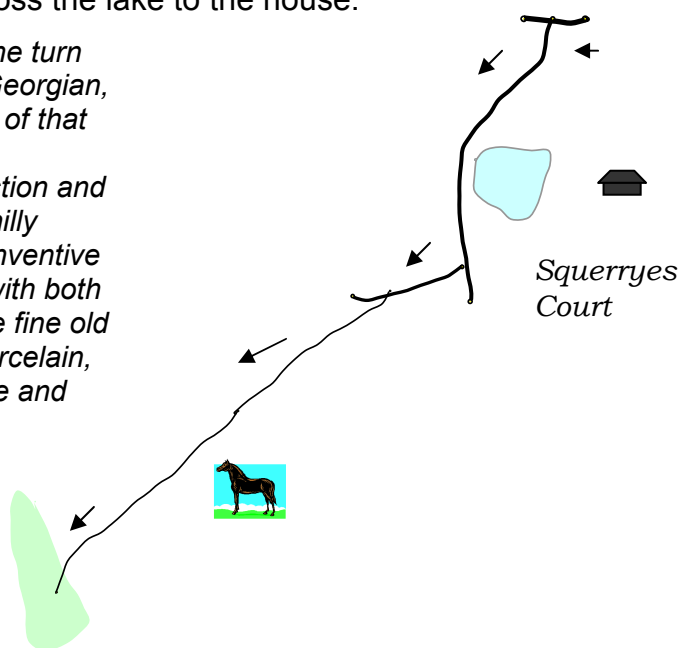 oss the lake to the house.
he turn
Georgian,
of that
ction and
nventive
with both
e fine old
rcelain,
e and
Squerryes
Court